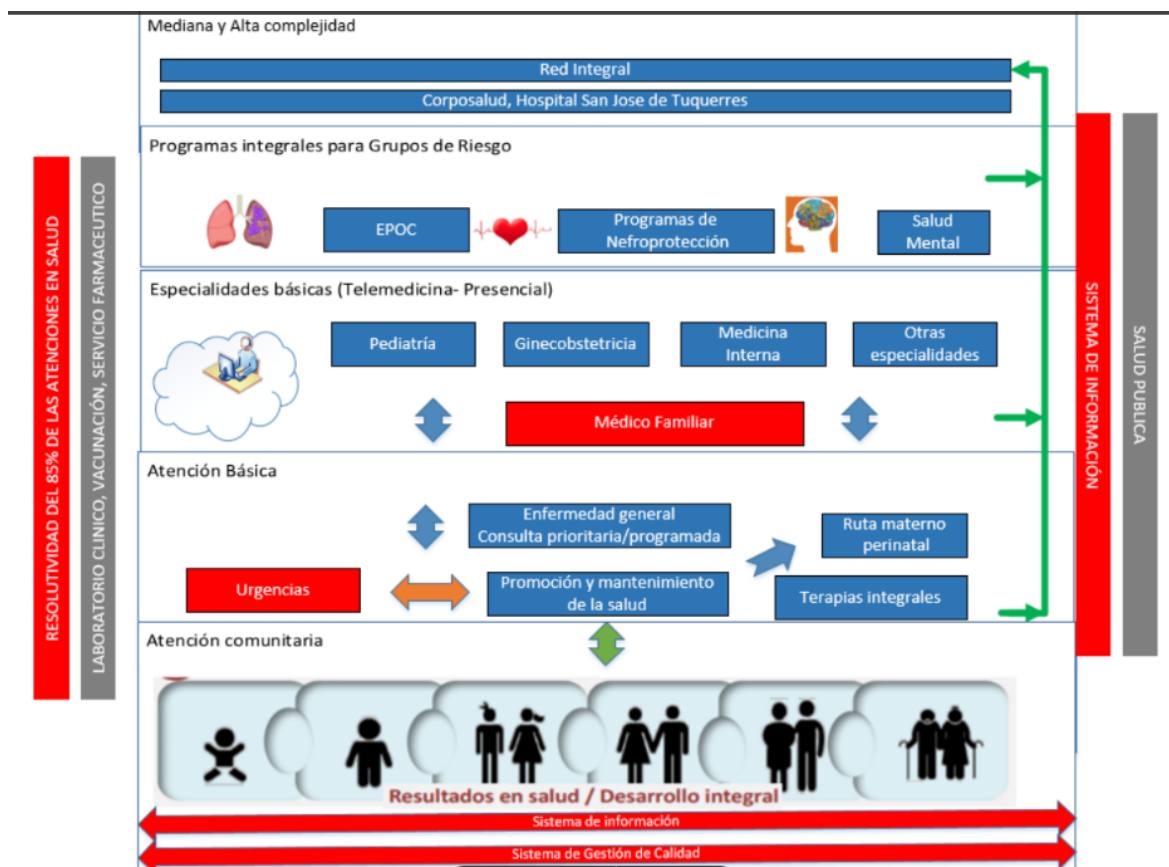 Mediana y Alta complejidad
Red Integral
Corposalud, Hospital San Jose de Tuquerres
Programas integrales para Grupos de Riesgo
EPOC
Programas de
Nefroprotección
Salud
Mental
Especialidades básicas (Telemedicina- Presencial)
Pediatría
Ginecobstetricia
Medicina
Interna
Otras
especialidades
Médico Familiar
Atención Básica
Enfermedad general
Consulta prioritaria/programada
Ruta materno
perinatal
Urgencias
Promoción y mantenimiento
de la salud
Terapias integrales
Atención comunitaria
Resultados en salud / Desarrollo integral
Sistema de información
Sistema de Gestión de Calidad
RESOLUTIVIDAD DEL 85% DE LAS ATENCIONES EN SALUD
LABORATORIO CLINICO, VACUNACIÓN, SERVICIO FARMACEUTICO
SISTEMA DE INFORMACIÓN
SALUD PUBLICA